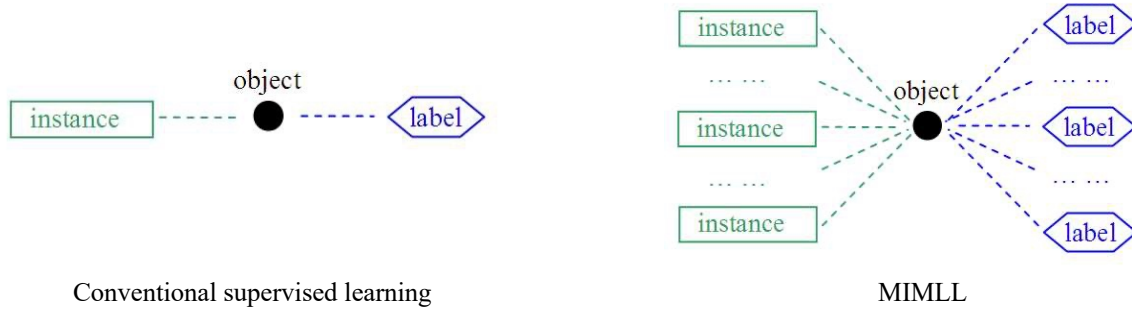 object
instance
label
Conventional supervised learning
instance
… …
instance
… …
instance
object
label
… …
label
… …
label
MIMLL